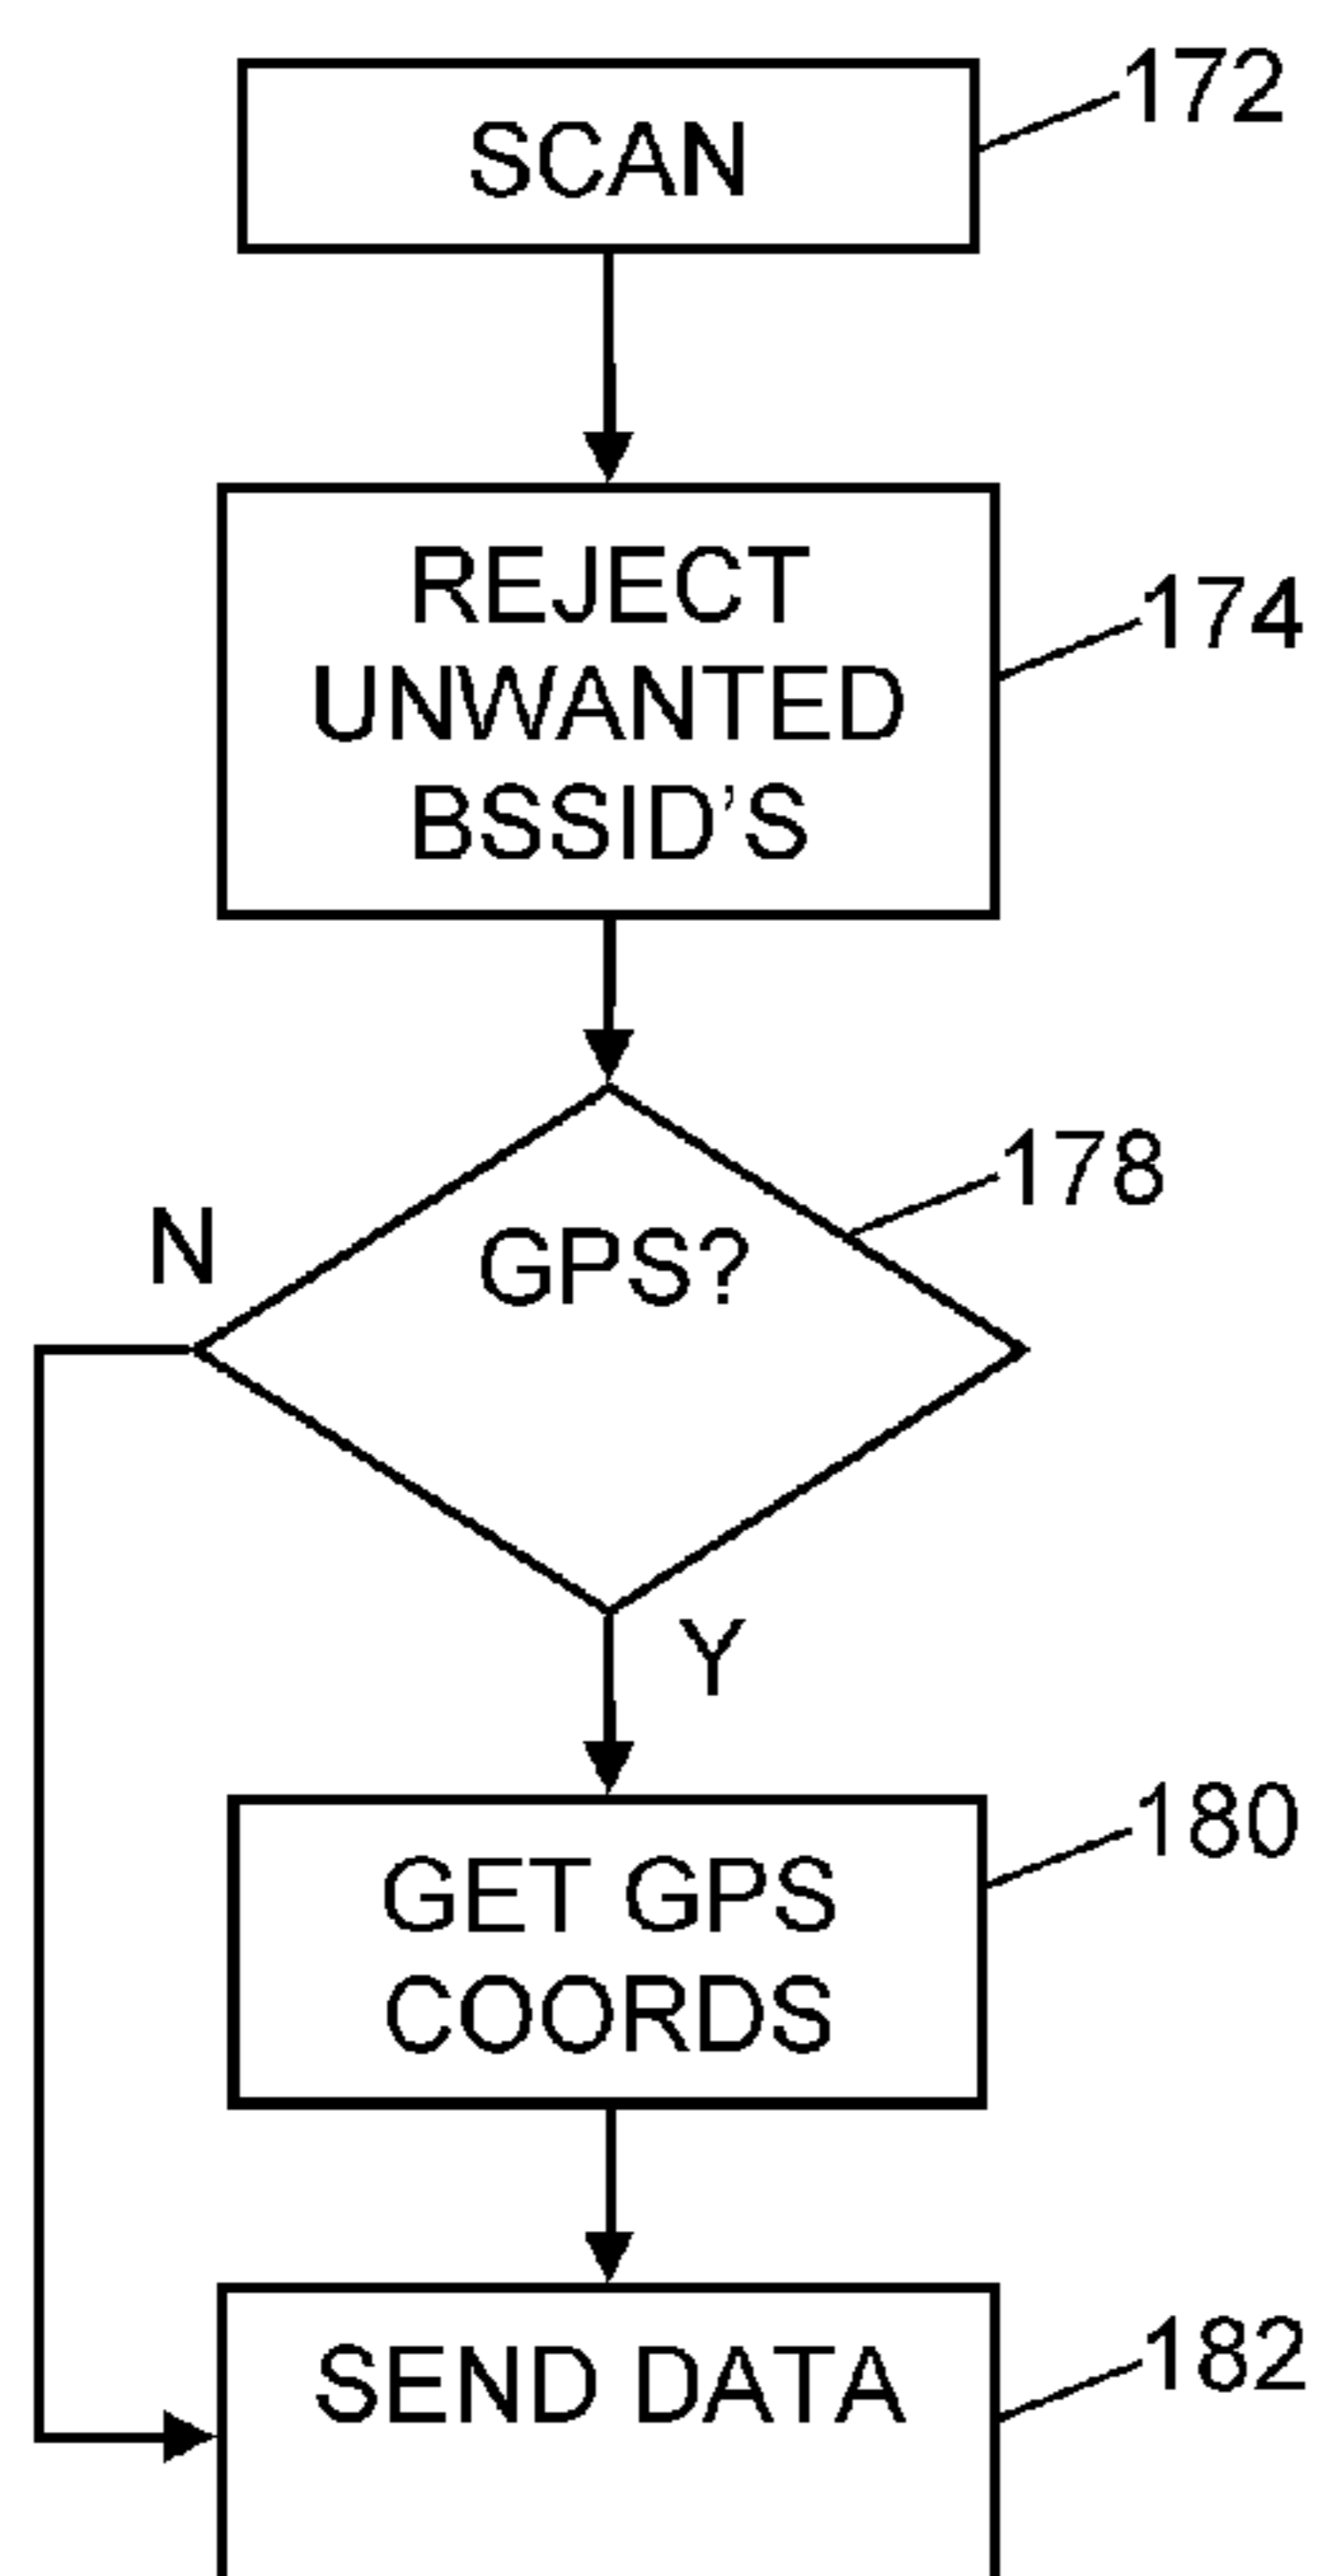 SCAN
172
REJECT
UNWANTED
BSSID’S
174
178
N
GPS?
Y
180
GET GPS
COORDS
182
SEND DATA